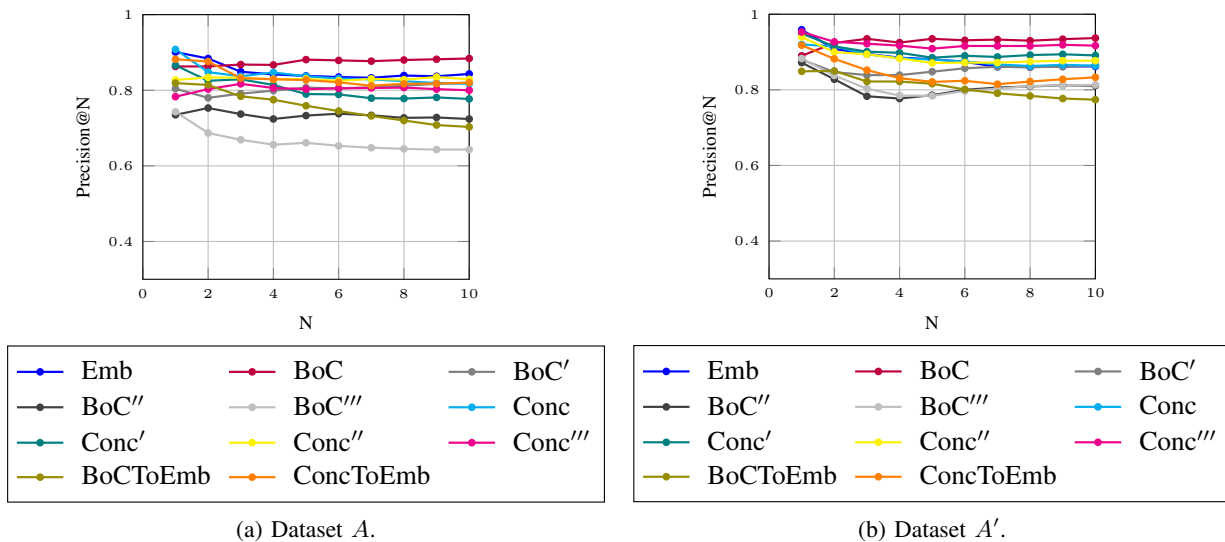 1
0.8
0.6
0.4
0 2 4 6 8 10
Precision@N
N
Emb BoC BoC′
BoC″ BoC‴ Conc
Conc′ Conc″ Conc‴
BoCToEmb ConcToEmb
(a) Dataset A.
1
0.8
0.6
0.4
0 2 4 6 8 10
Precision@N
N
Emb BoC BoC′
BoC″ BoC‴ Conc
Conc′ Conc″ Conc‴
BoCToEmb ConcToEmb
(b) Dataset A′.